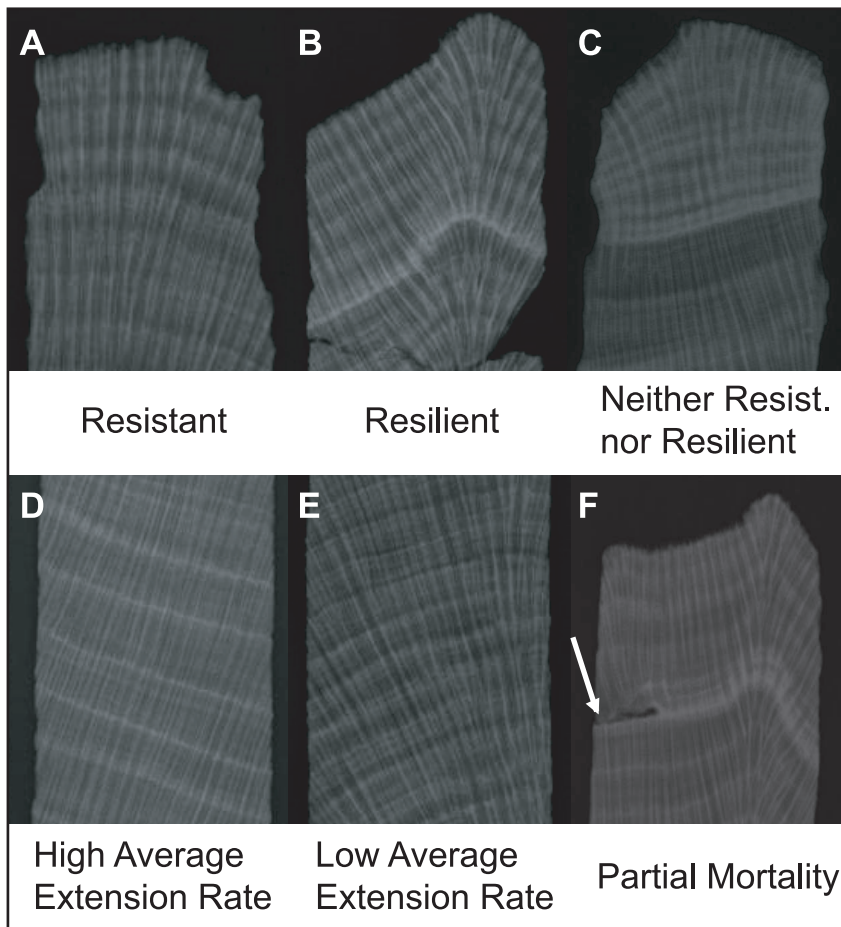 A
B
C
Resistant
Resilient
Neither Resist.
nor Resilient
D
E
F
High Average
Extension Rate
Low Average
Extension Rate
Partial Mortality